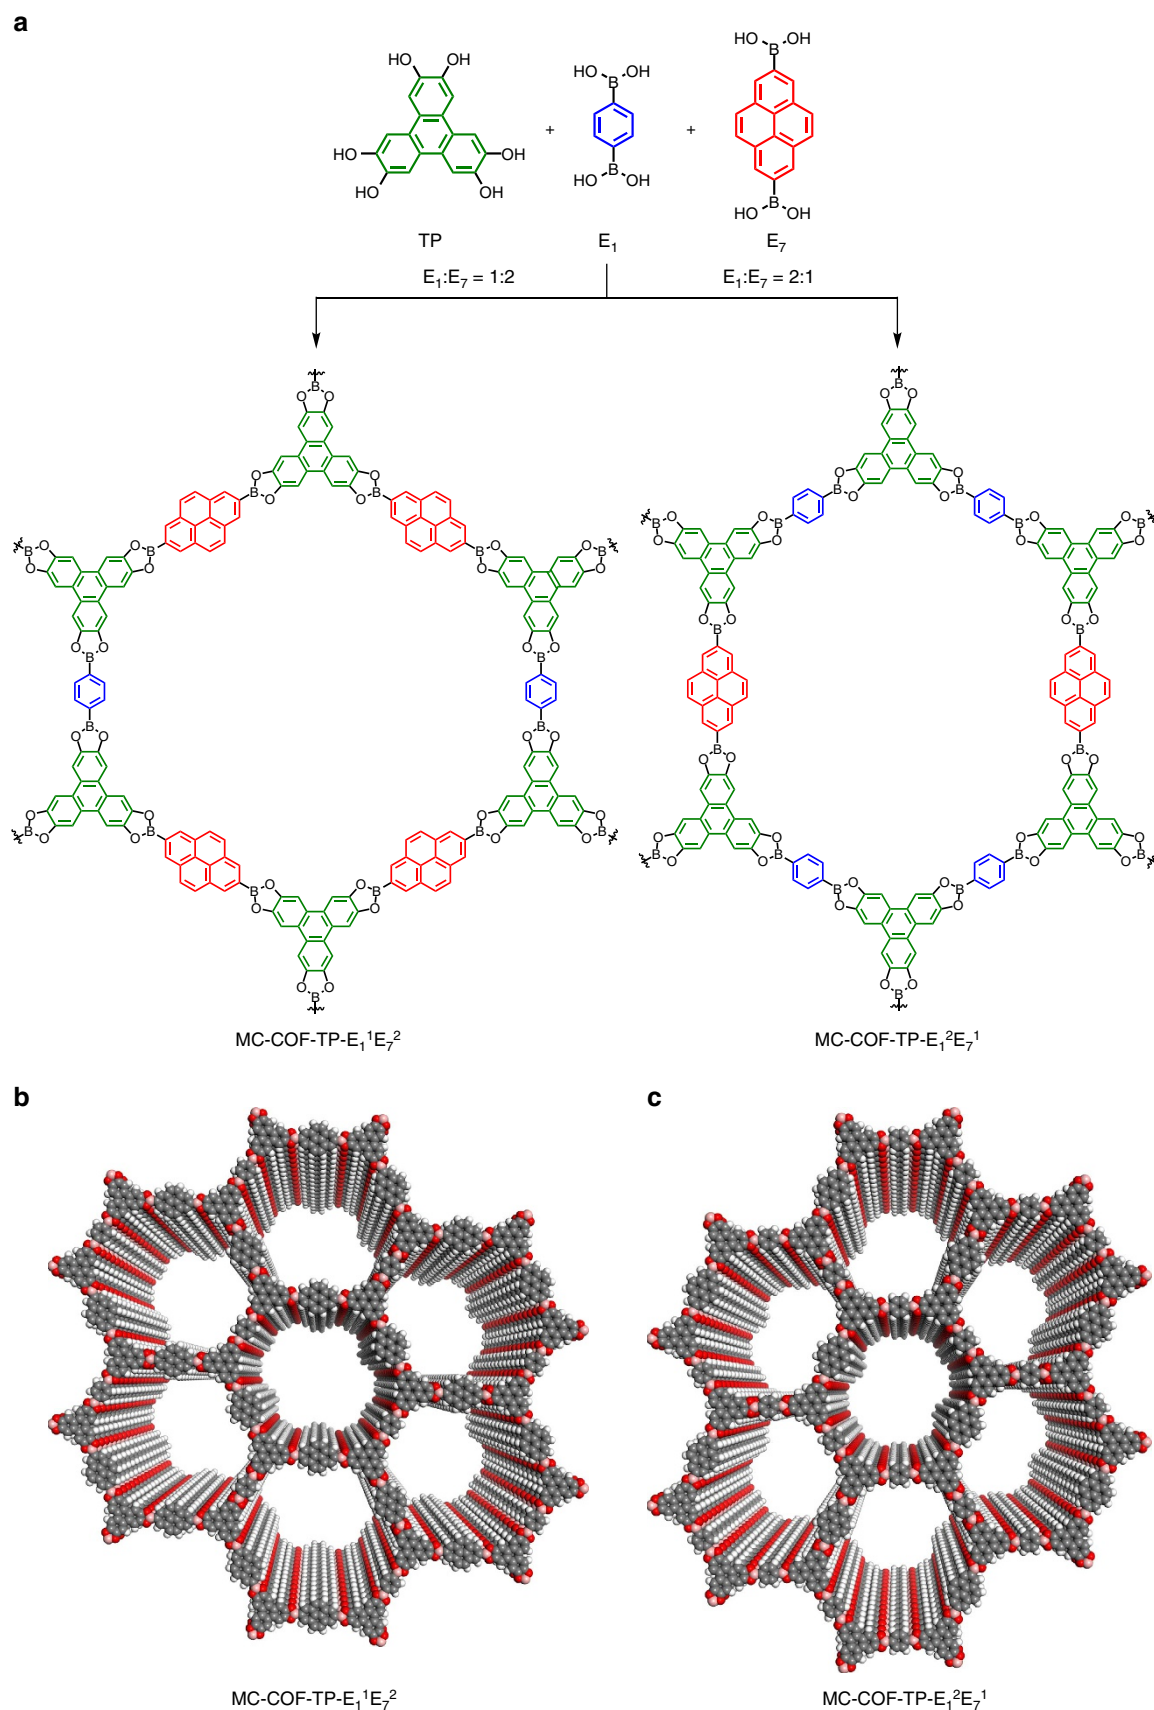 a
HO OH
B
HO OH
B
OH
HO
HO OH
HO OH
+
+
B
HO OH
B
HO OH
TP
E₁
E₇
E₁:E₇ = 1:2
E₁:E₇ = 2:1
MC-COF-TP-E₁¹E₇²
MC-COF-TP-E₁²E₇¹
b
c
MC-COF-TP-E₁¹E₇²
MC-COF-TP-E₁²E₇¹